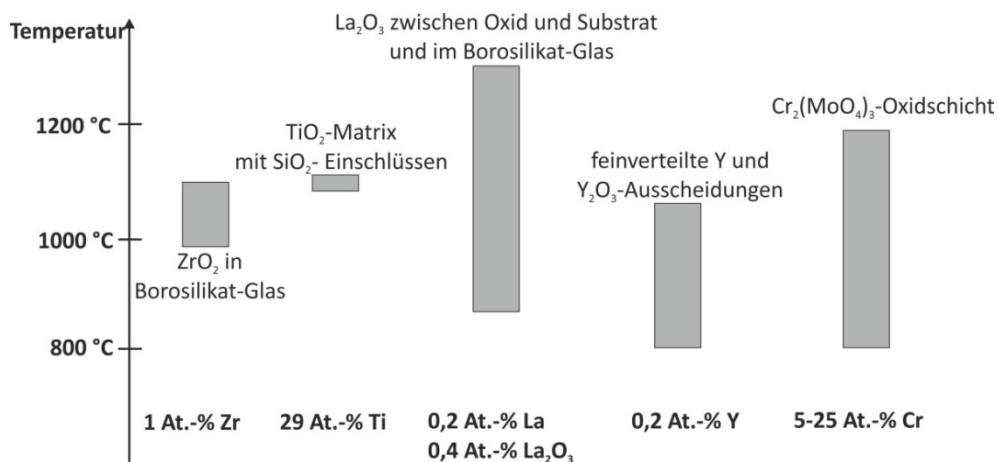 Temperatur
1200 °C
1000 °C
800 °C
ZrO₂ in
Borosilikat-Glas
TiO₂-Matrix
mit SiO₂- Einschlüssen
La₂O₃ zwischen Oxid und Substrat
und im Borosilikat-Glas
feinverteilte Y und
Y₂O₃-Ausscheidungen
Cr₂(MoO₄)₃-Oxidschicht
1 At.-% Zr
29 At.-% Ti
0,2 At.-% La
0,4 At.-% La₂O₃
0,2 At.-% Y
5-25 At.-% Cr